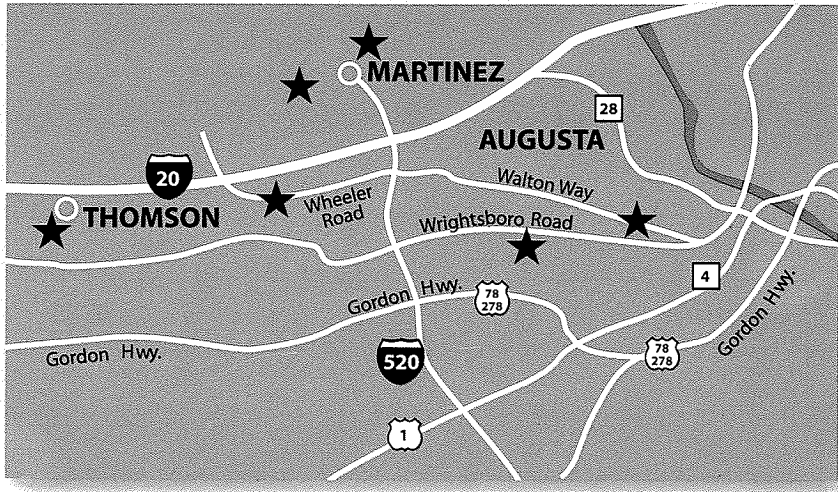 MARTINEZ
28
AUGUSTA
20
Walton Way
Wheeler
Road
THOMSON
Wrightsboro Road
4
Gordon Hwy.
78
278
Gordon Hwy.
78
278
Gordon Hwy.
520
1